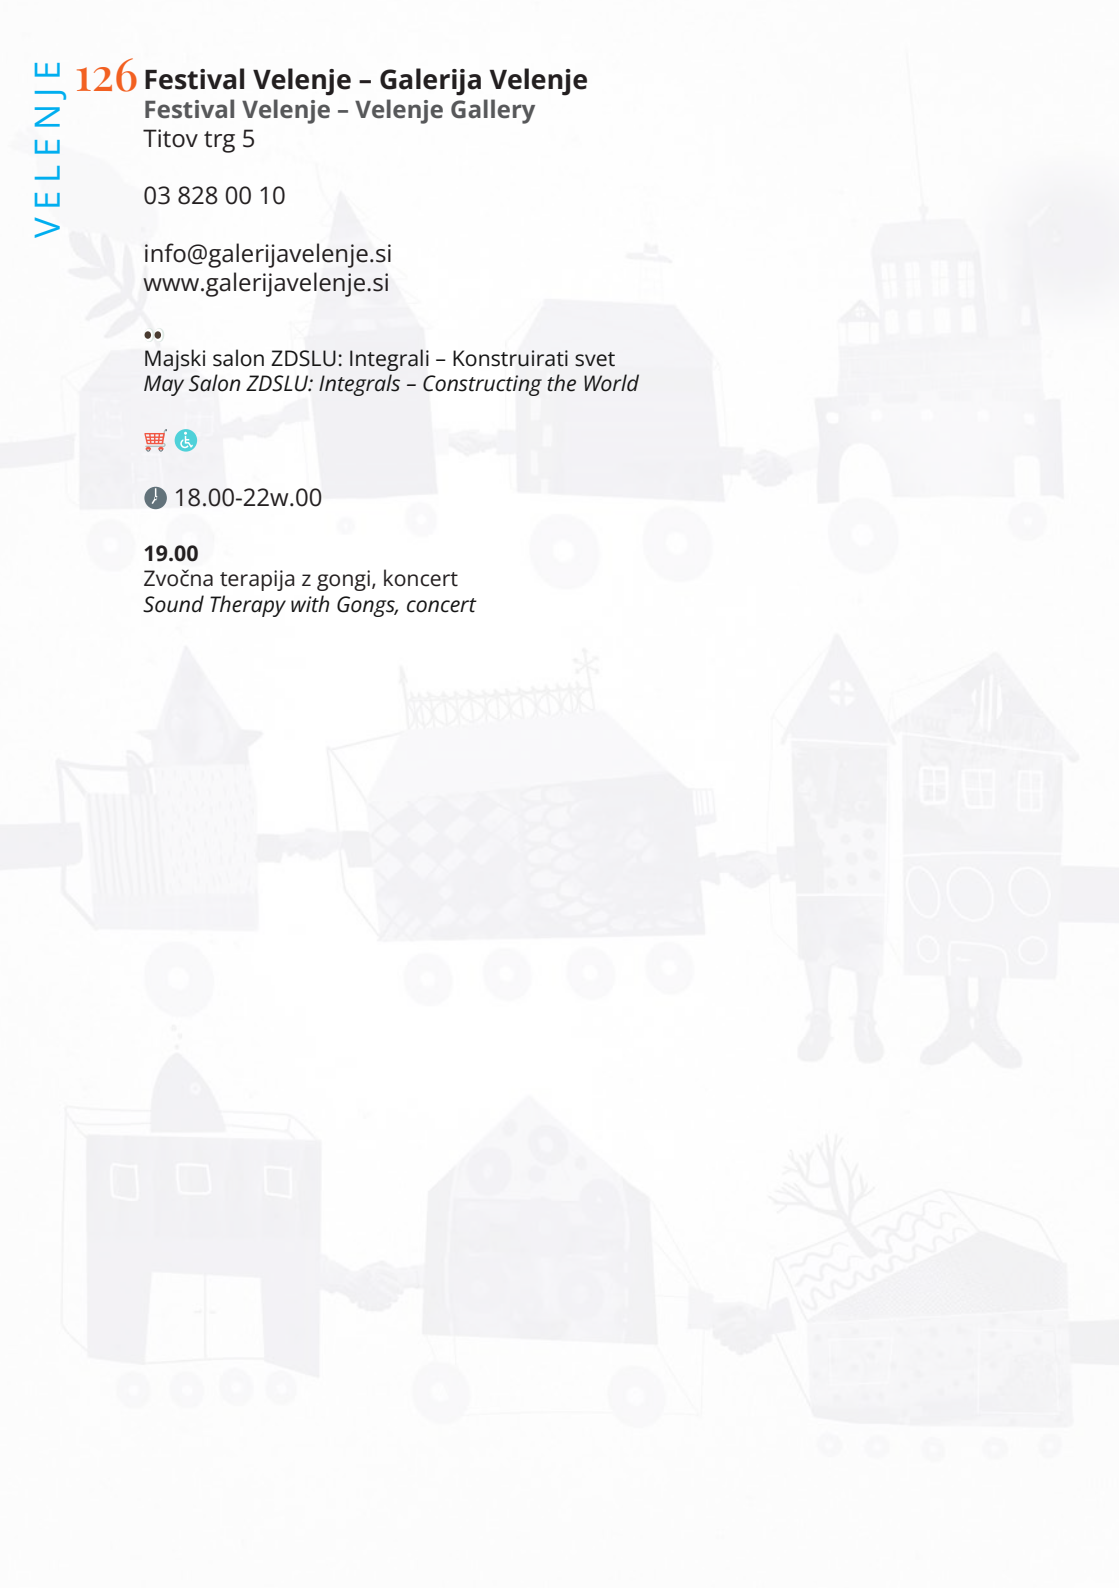 VELENJE
126 Festival Velenje – Galerija Velenje
Festival Velenje – Velenje Gallery
Titov trg 5
03 828 00 10
info@galerijavelenje.si
www.galerijavelenje.si
Majski salon ZDSLU: Integrali – Konstruirati svet
May Salon ZDSLU: Integrals – Constructing the World
18.00-22w.00
19.00
Zvočna terapija z gongi, koncert
Sound Therapy with Gongs, concert